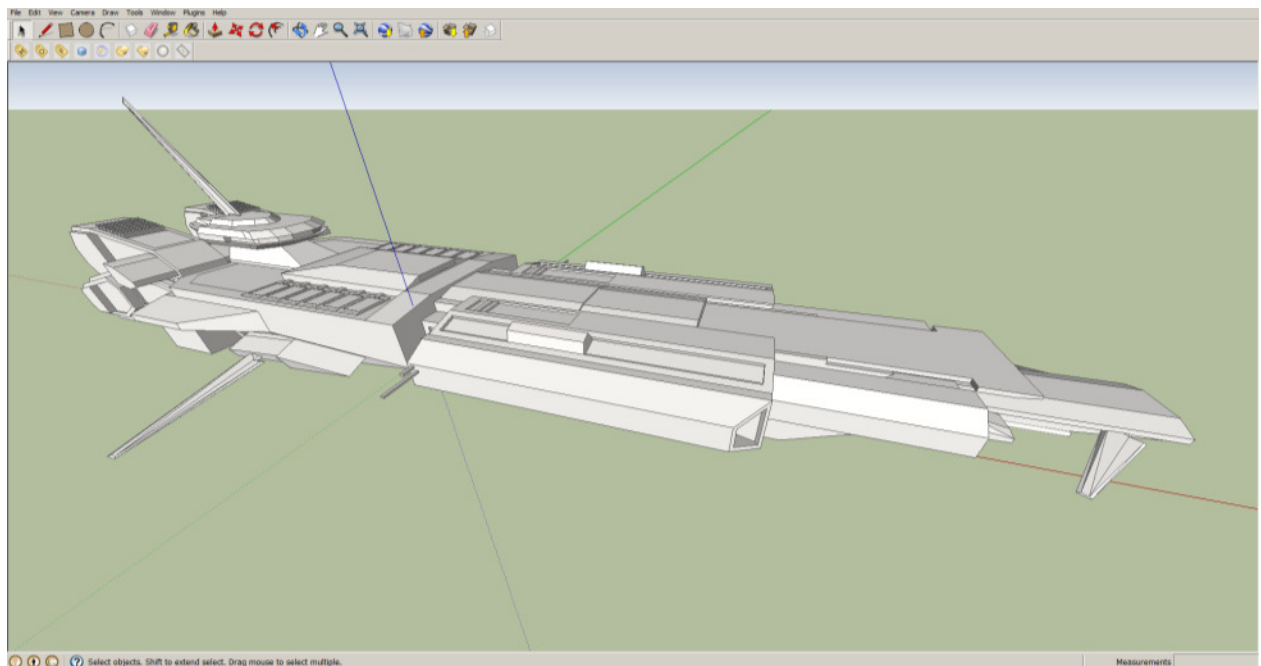 File Edit View Camera Draw Tools Window Plugins Help
Select objects. Shift to extend select. Drag mouse to select multiple.
Measurements